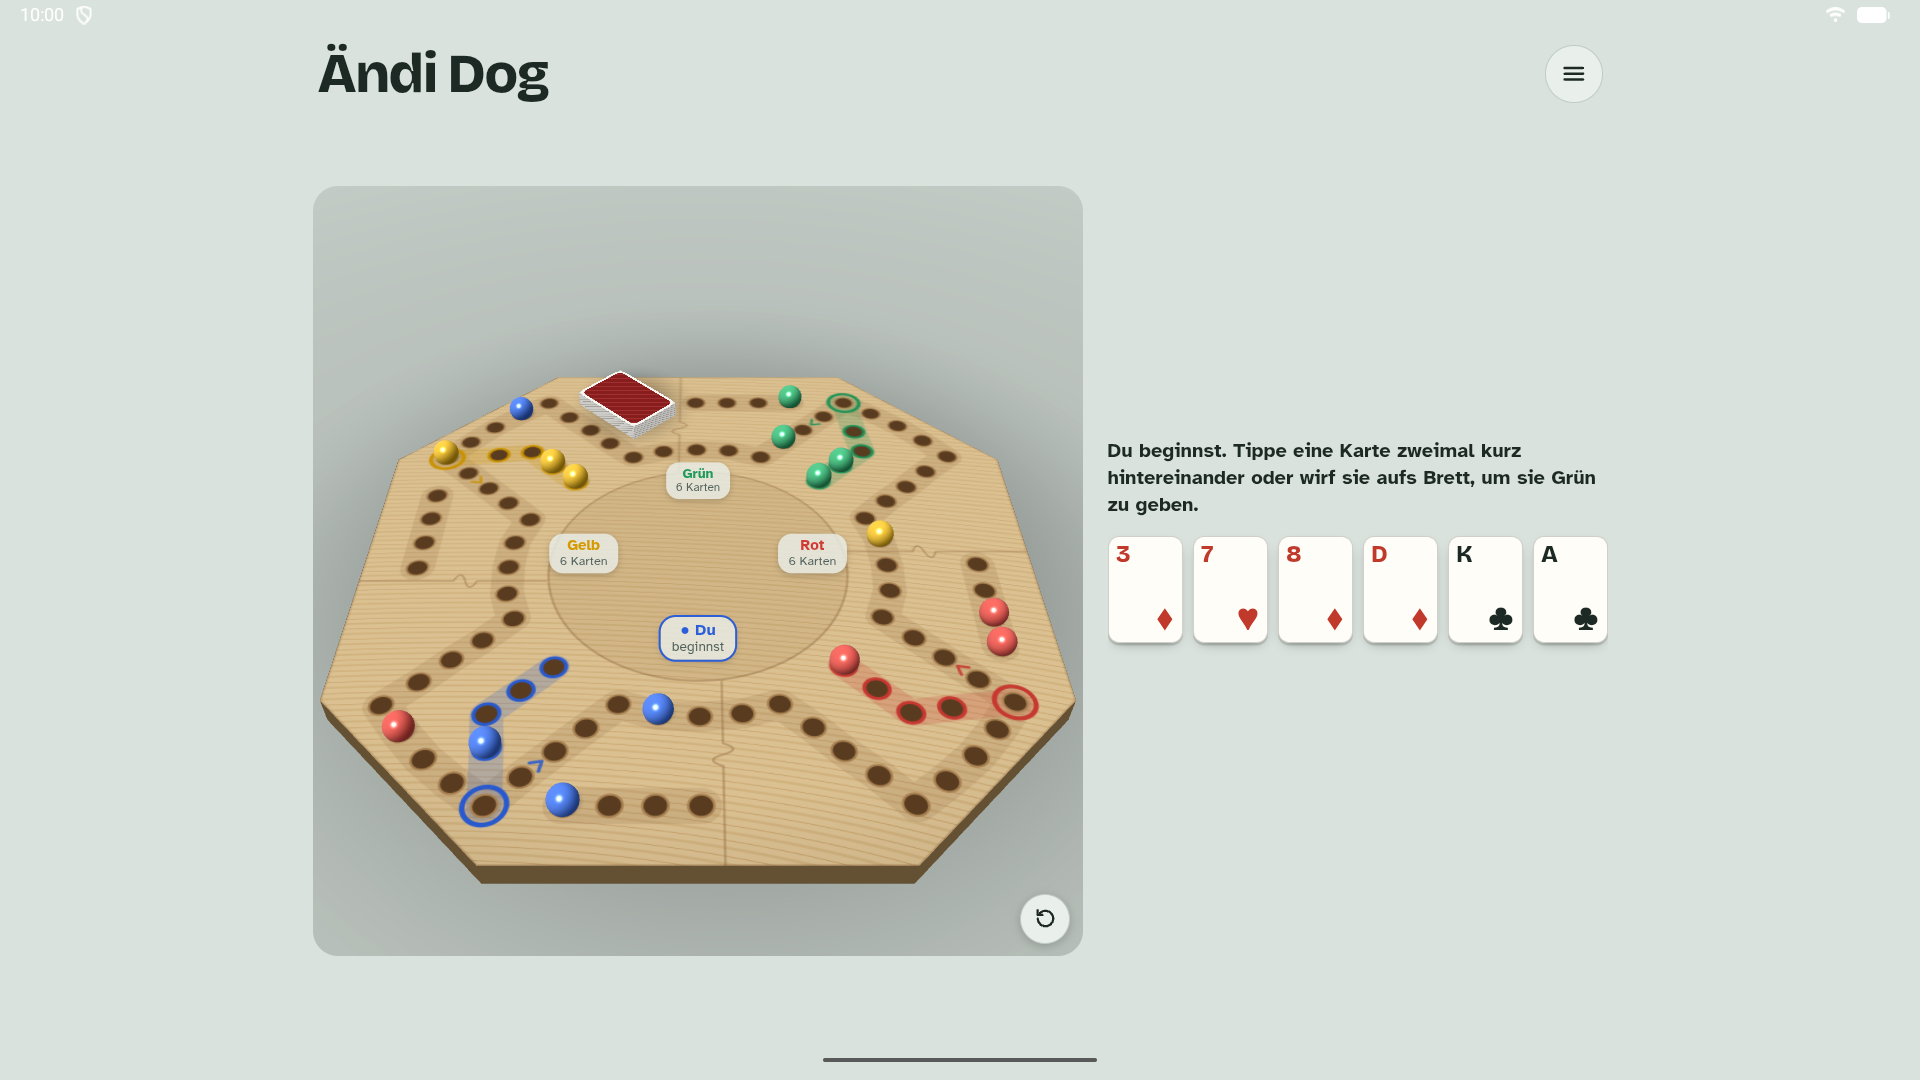 10:00
Ändi Dog
Grün
6 Karten
Gelb
6 Karten
Rot
6 Karten
Du
beginnst
Du beginnst. Tippe eine Karte zweimal kurz
hintereinander oder wirf sie aufs Brett, um sie Grün
zu geben.
3 7 8 D K A